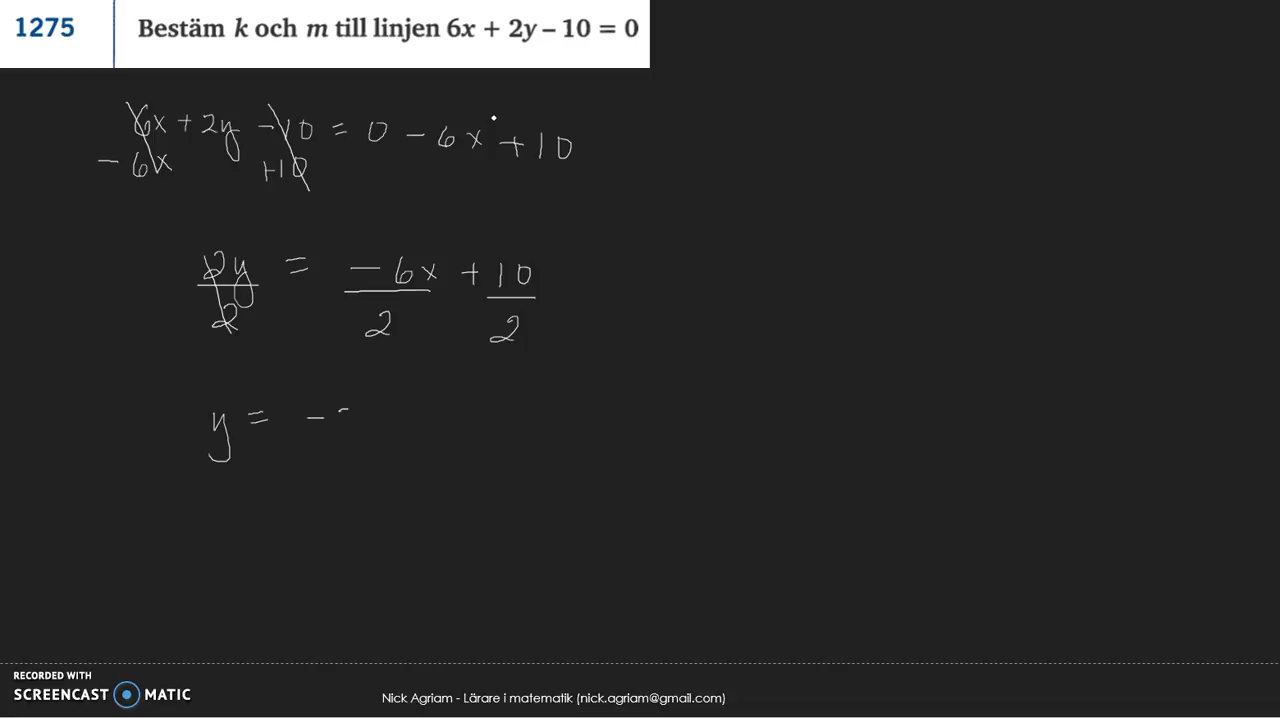 1275 Bestäm k och m till linjen 6x + 2y – 10 = 0
6x + 2y - 10 = 0 - 6x + 10
- 6x +10
2y = - 6x + 10
2 2 2
y = -
RECORDED WITH
SCREENCAST MATIC
Nick Agriam - Lärare i matematik (nick.agriam@gmail.com)